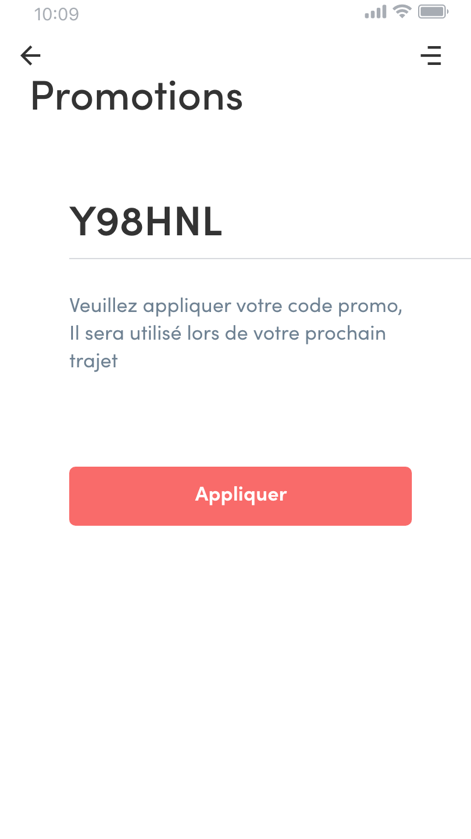 10:09
Promotions
Y98HNL
Veuillez appliquer votre code promo,
Il sera utilisé lors de votre prochain
trajet
Appliquer